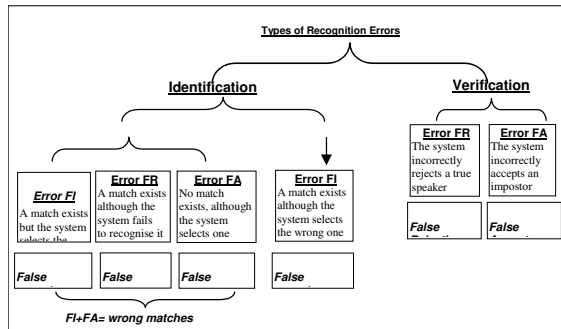 Types of Recognition Errors
Identification
Verification
Error FI
A match exists
but the system
selects the
Error FR
A match exists
although the
system fails
to recognise it
Error FA
No match
exists, although
the system
selects one
Error FI
A match exists
although the
system selects
the wrong one
Error FR
The system
incorrectly
rejects a true
speaker
Error FA
The system
incorrectly
accepts an
impostor
False
False
False
False
False
False
FI+FA= wrong matches